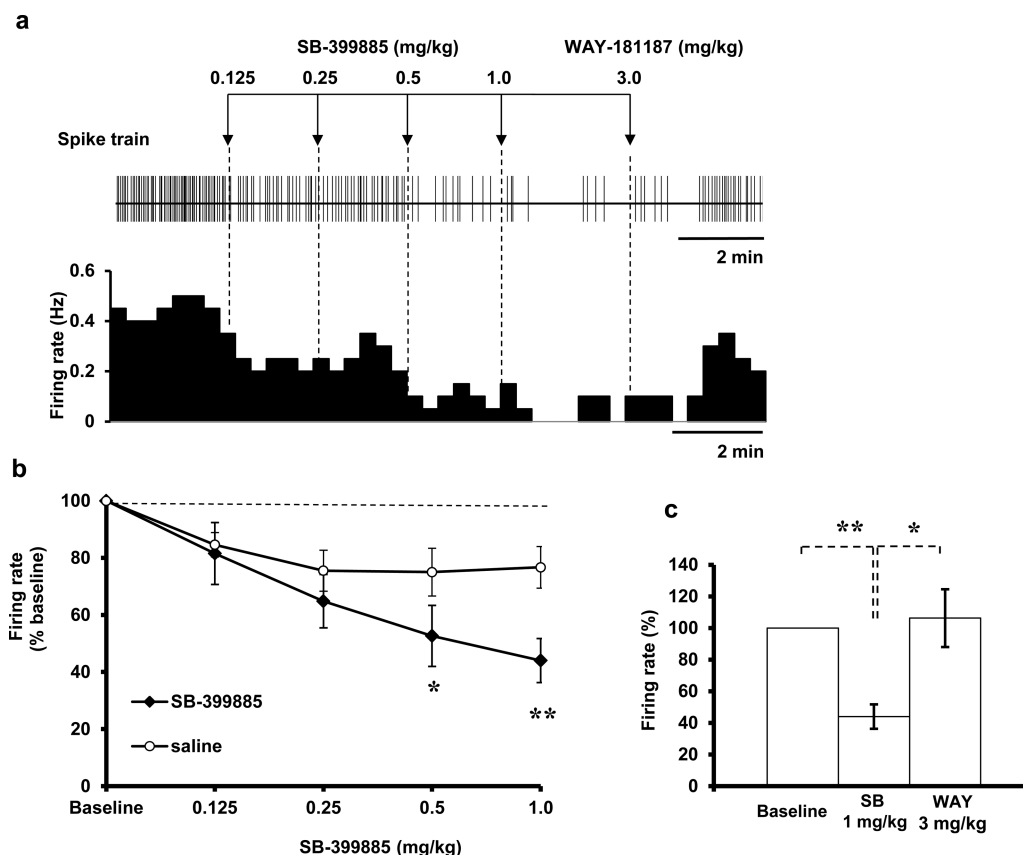 a
SB-399885 (mg/kg) WAY-181187 (mg/kg)
0.125 0.25 0.5 1.0 3.0
Spike train
2 min
0.6
0.4
0.2
0
Firing rate (Hz)
2 min
b
100
80
60
40
20
0
Firing rate
(% baseline)
*
**
SB-399885
saline
Baseline 0.125 0.25 0.5 1.0
SB-399885 (mg/kg)
c
** *
140
120
100
80
60
40
20
0
Firing rate (%)
Baseline SB WAY
1 mg/kg 3 mg/kg